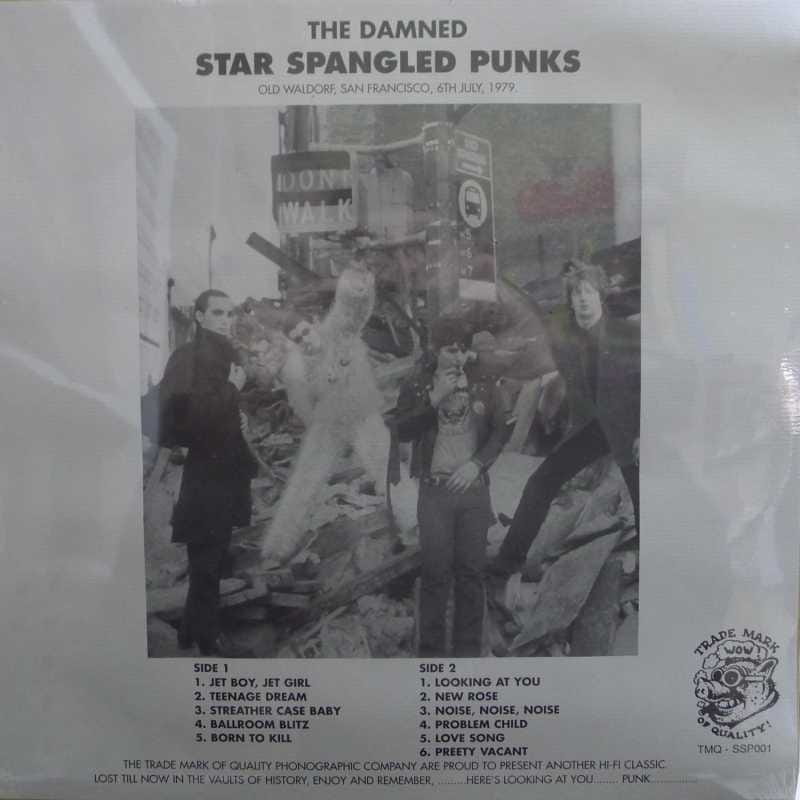 THE DAMNED
STAR SPANGLED PUNKS
OLD WALDORF, SAN FRANCISCO, 6TH JULY, 1979.
DON'T
WALK
5
6
7
SIDE 1
1. JET BOY, JET GIRL
2. TEENAGE DREAM
3. STREATHER CASE BABY
4. BALLROOM BLITZ
5. BORN TO KILL
SIDE 2
1. LOOKING AT YOU
2. NEW ROSE
3. NOISE, NOISE, NOISE
4. PROBLEM CHILD
5. LOVE SONG
6. PREETY VACANT
TRADE MARK
WOW
OF QUALITY!
TMQ - SSP001
THE TRADE MARK OF QUALITY PHONOGRAPHIC COMPANY ARE PROUD TO PRESENT ANOTHER HI-FI CLASSIC.
LOST TILL NOW IN THE VAULTS OF HISTORY, ENJOY AND REMEMBER, .........HERE'S LOOKING AT YOU....... PUNK..............